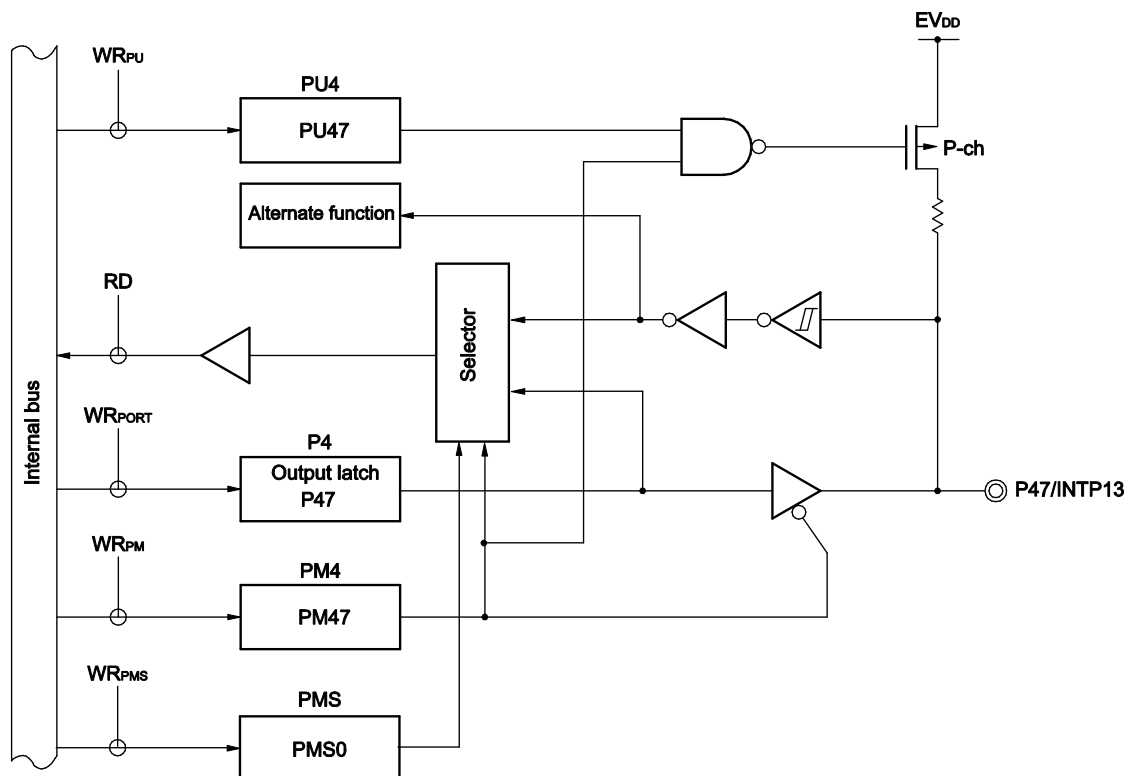 EVDD
WRPU
PU4
PU47
P-ch
Alternate function
RD
Selector
Internal bus
WRPORT
P4
Output latch
P47
P47/INTP13
WRPM
PM4
PM47
WRPMS
PMS
PMS0